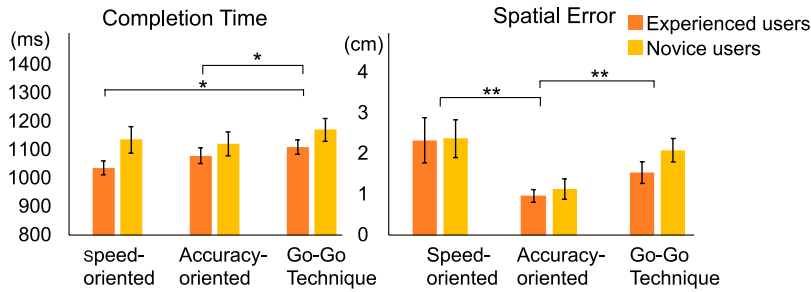 Completion Time
(ms)
1400
1300
1200
1100
1000
900
800
*
*
speed-
oriented
Accuracy-
oriented
Go-Go
Technique
Spatial Error
(cm)
4
3
2
1
0
**
**
Speed-
oriented
Accuracy-
oriented
Go-Go
Technique
Experienced users
Novice users